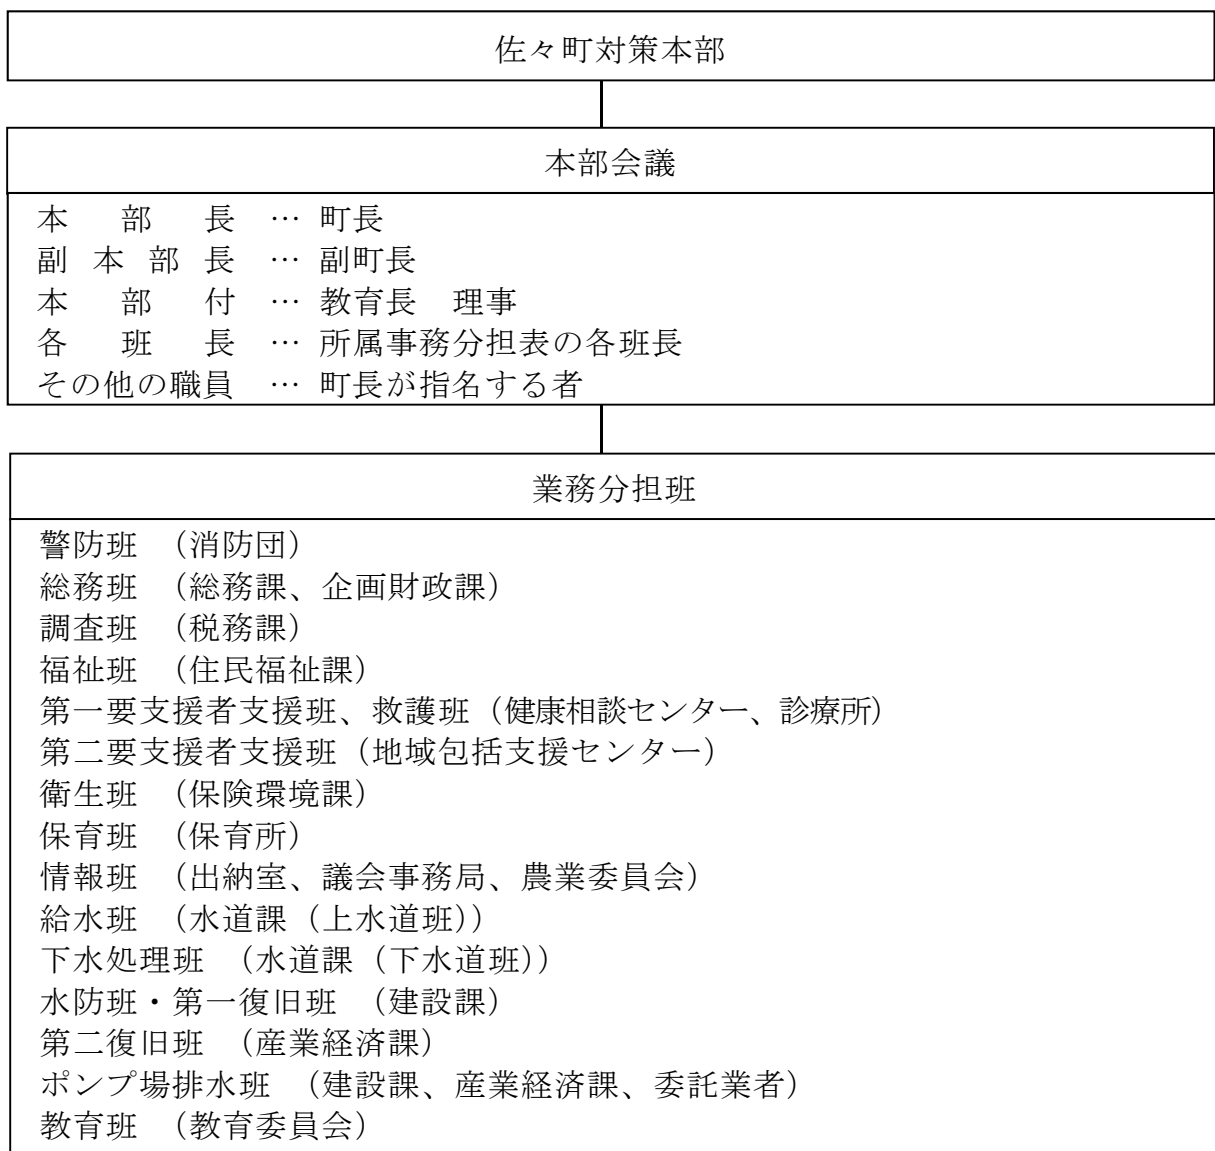 佐々町対策本部
本部会議
本　部　長　…　町長
副 本 部 長　…　副町長
本　部　付　…　教育長　理事
各　班　長　…　所属事務分担表の各班長
その他の職員　…　町長が指名する者
業務分担班
警防班　（消防団）
総務班　（総務課、企画財政課）
調査班　（税務課）
福祉班　（住民福祉課）
第一要支援者支援班、救護班（健康相談センター、診療所）
第二要支援者支援班（地域包括支援センター）
衛生班　（保険環境課）
保育班　（保育所）
情報班　（出納室、議会事務局、農業委員会）
給水班　（水道課（上水道班））
下水処理班　（水道課（下水道班））
水防班・第一復旧班　（建設課）
第二復旧班　（産業経済課）
ポンプ場排水班　（建設課、産業経済課、委託業者）
教育班　（教育委員会）